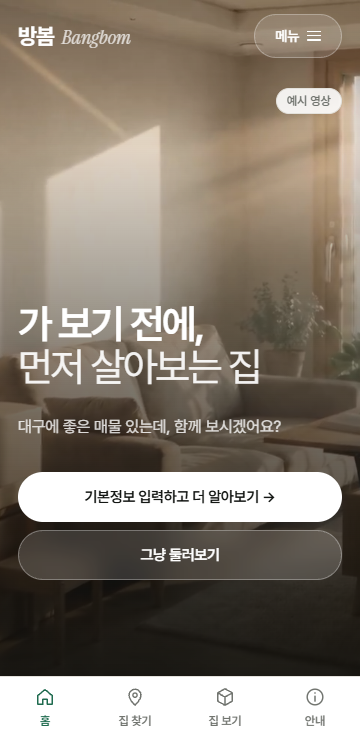 방봄 Bangbom
메뉴
예시 영상
가 보기 전에,
먼저 살아보는 집
대구에 좋은 매물 있는데, 함께 보시겠어요?
기본정보 입력하고 더 알아보기 →
그냥 둘러보기
홈 집 찾기 집 보기 안내